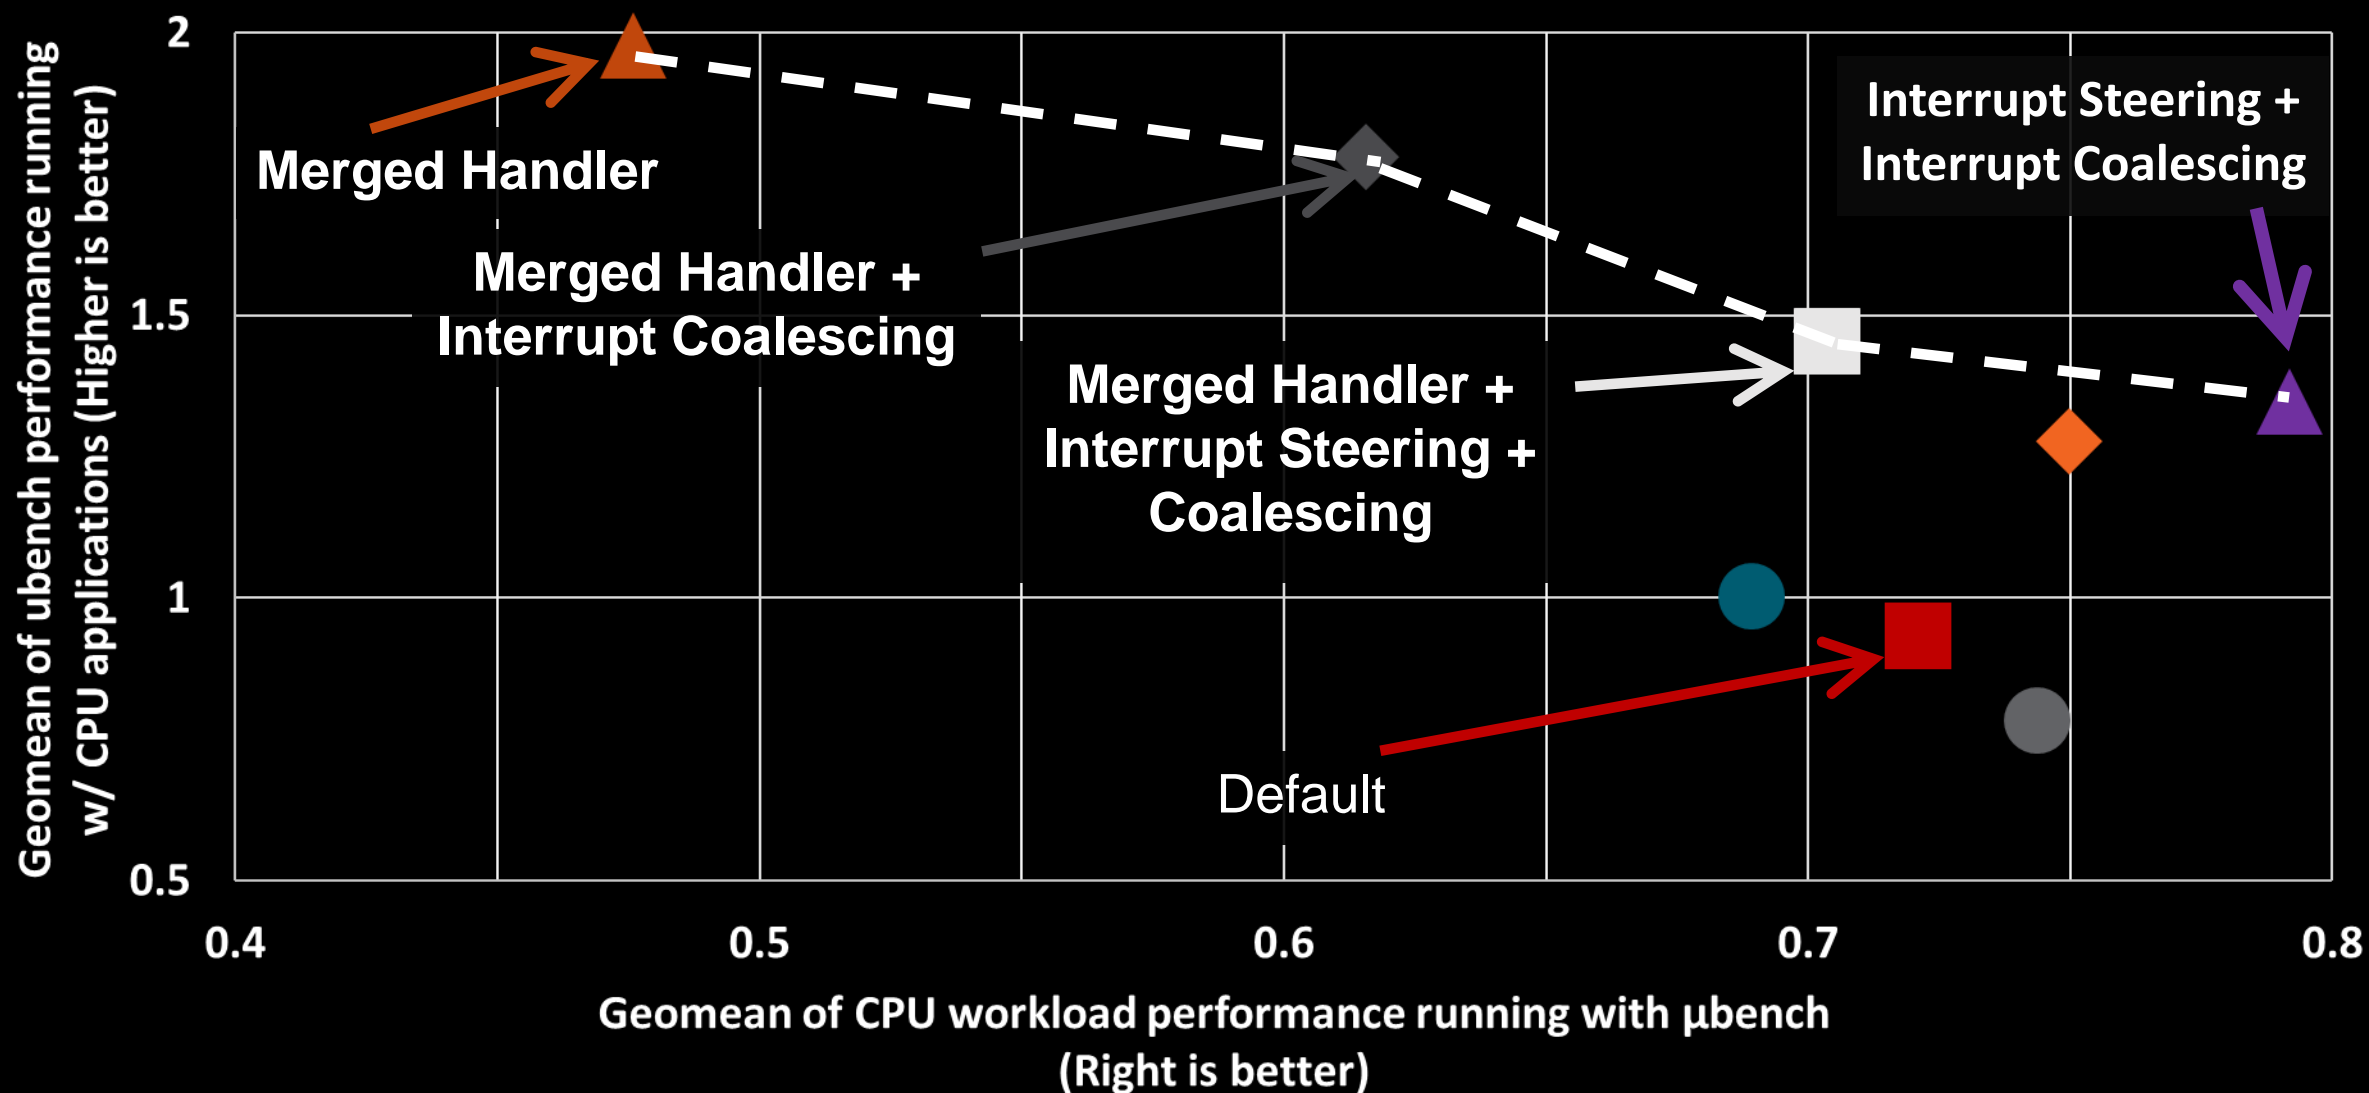 Geomean of ubench performance running
w/ CPU applications (Higher is better)
2
1.5
1
0.5
Merged Handler
Merged Handler +
Interrupt Coalescing
Merged Handler +
Interrupt Steering +
Coalescing
Interrupt Steering +
Interrupt Coalescing
Default
0.4
0.5
0.6
0.7
0.8
Geomean of CPU workload performance running with μbench
(Right is better)